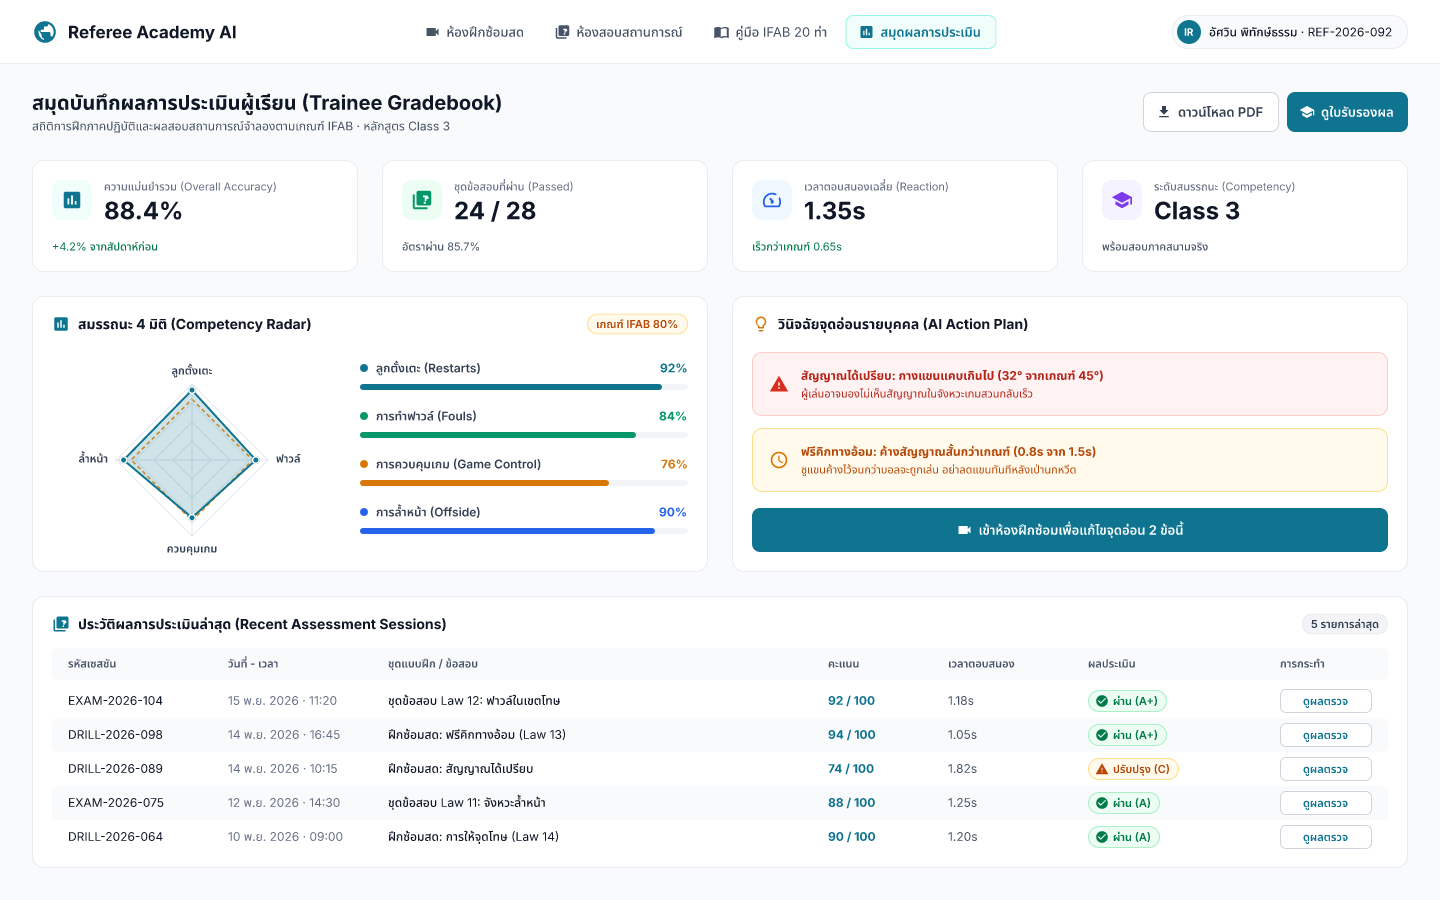 Referee Academy AI
ห้องฝึกซ้อมสด
ห้องสอบสถานการณ์
คู่มือ IFAB 20 ท่า
สมุดผลการประเมิน
IR
อัศวิน พิทักษ์ธรรม · REF-2026-092
สมุดบันทึกผลการประเมินผู้เรียน (Trainee Gradebook)
สถิติการฝึกภาคปฏิบัติและผลสอบสถานการณ์จำลองตามเกณฑ์ IFAB · หลักสูตร Class 3
ดาวน์โหลด PDF
ดูใบรับรองผล
ความแม่นยำรวม (Overall Accuracy)
88.4%
+4.2% จากสัปดาห์ก่อน
ชุดข้อสอบที่ผ่าน (Passed)
24 / 28
อัตราผ่าน 85.7%
เวลาตอบสนองเฉลี่ย (Reaction)
1.35s
เร็วกว่าเกณฑ์ 0.65s
ระดับสมรรถนะ (Competency)
Class 3
พร้อมสอบภาคสนามจริง
สมรรถนะ 4 มิติ (Competency Radar)
เกณฑ์ IFAB 80%
ลูกตั้งเตะ
ล้ำหน้า
ฟาวล์
ควบคุมเกม
ลูกตั้งเตะ (Restarts)
92%
การทำฟาวล์ (Fouls)
84%
การควบคุมเกม (Game Control)
76%
การล้ำหน้า (Offside)
90%
วินิจฉัยจุดอ่อนรายบุคคล (AI Action Plan)
สัญญาณได้เปรียบ: กางแขนแคบเกินไป (32° จากเกณฑ์ 45°)
ผู้เล่นอาจมองไม่เห็นสัญญาณในจังหวะเกมสวนกลับเร็ว
ฟรีคิกทางอ้อม: ค้างสัญญาณสั้นกว่าเกณฑ์ (0.8s จาก 1.5s)
ชูแขนค้างไว้จนกว่าบอลจะถูกเล่น อย่าลดแขนทันทีหลังเป่านกหวีด
เข้าห้องฝึกซ้อมเพื่อแก้ไขจุดอ่อน 2 ข้อนี้
ประวัติผลการประเมินล่าสุด (Recent Assessment Sessions)
5 รายการล่าสุด
รหัสเซสชัน วันที่ - เวลา ชุดแบบฝึก / ข้อสอบ คะแนน เวลาตอบสนอง ผลประเมิน การกระทำ
EXAM-2026-104 15 พ.ย. 2026 · 11:20 ชุดข้อสอบ Law 12: ฟาวล์ในเขตโทษ 92 / 100 1.18s ผ่าน (A+) ดูผลตรวจ
DRILL-2026-098 14 พ.ย. 2026 · 16:45 ฝึกซ้อมสด: ฟรีคิกทางอ้อม (Law 13) 94 / 100 1.05s ผ่าน (A+) ดูผลตรวจ
DRILL-2026-089 14 พ.ย. 2026 · 10:15 ฝึกซ้อมสด: สัญญาณได้เปรียบ 74 / 100 1.82s ปรับปรุง (C) ดูผลตรวจ
EXAM-2026-075 12 พ.ย. 2026 · 14:30 ชุดข้อสอบ Law 11: จังหวะล้ำหน้า 88 / 100 1.25s ผ่าน (A) ดูผลตรวจ
DRILL-2026-064 10 พ.ย. 2026 · 09:00 ฝึกซ้อมสด: การให้จุดโทษ (Law 14) 90 / 100 1.20s ผ่าน (A) ดูผลตรวจ